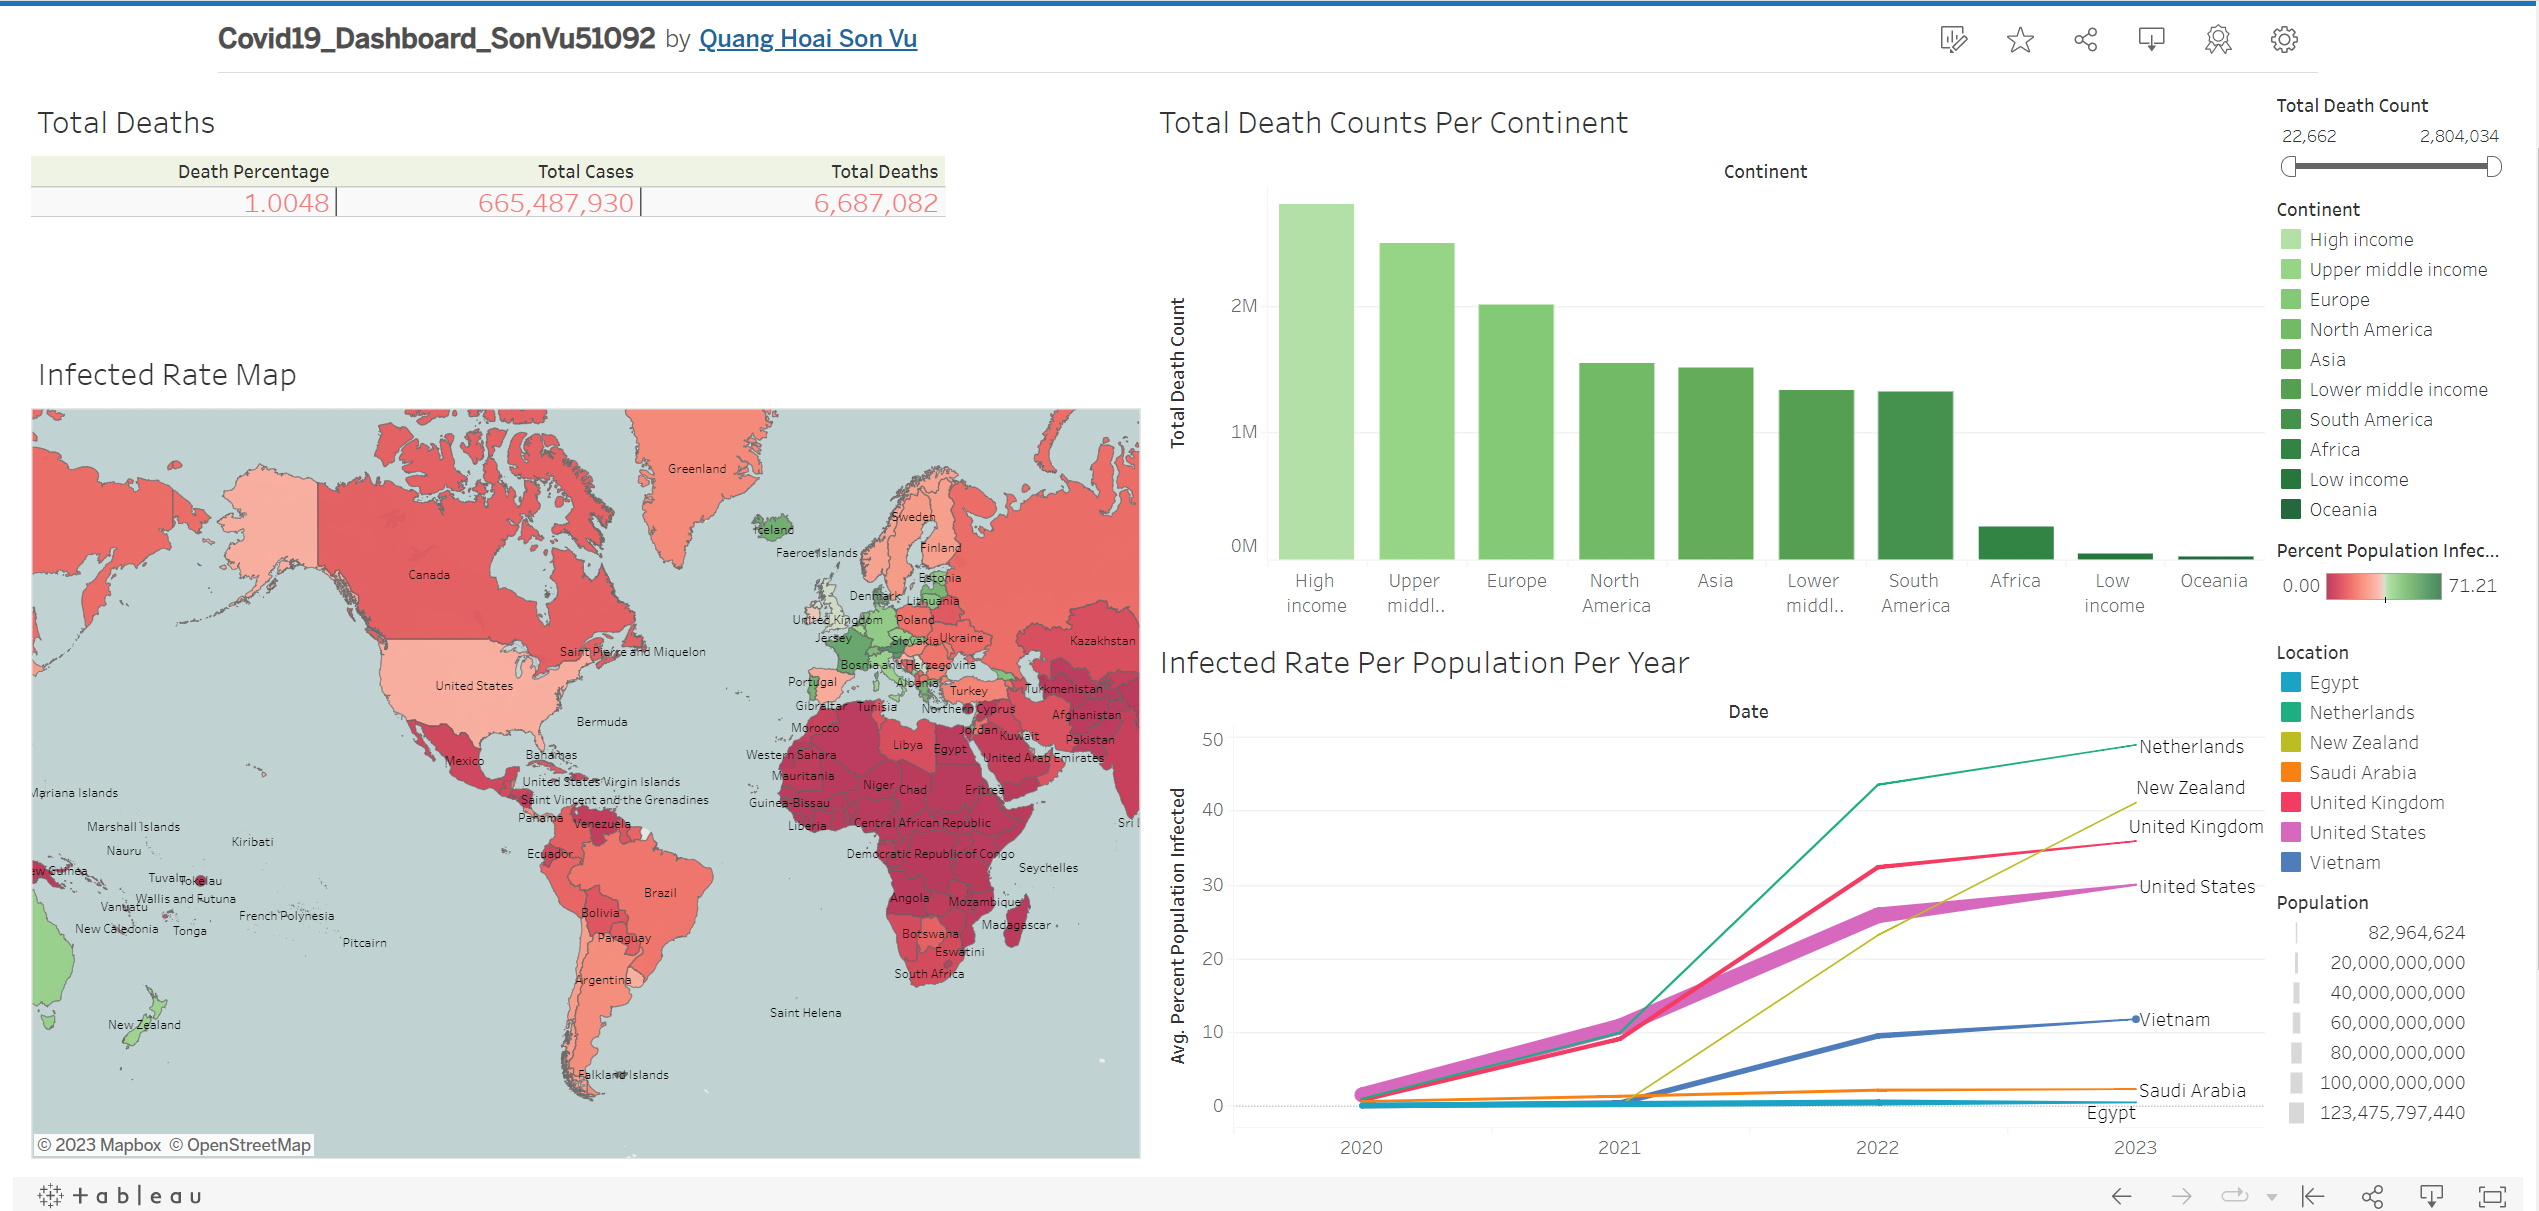 Covid19_Dashboard_SonVu51092 by Quang Hoai Son Vu
Total Deaths
Death Percentage Total Cases Total Deaths
1.0048 665,487,930 6,687,082
Infected Rate Map
Greenland
Iceland
Sweden
Faeroe Islands
Finland
Canada
Estonia
Denmark
Lithuania
United Kingdom
Poland
Jersey
Slovakia
Ukraine
Kazakhstan
Saint Pierre and Miquelon
Bosnia and Herzegovina
United States
Portugal
Albania
Turkey
Turkmenistan
Gibraltar
Tunisia
Northern Cyprus
Afghanistan
Bermuda
Morocco
Jordan
Kuwait
Pakistan
Libya
Egypt
Bahamas
Western Sahara
United Arab Emirates
Mexico
Mauritania
United States Virgin Islands
Niger
Chad
Eritrea
Mariana Islands
Saint Vincent and the Grenadines
Guinea-Bissau
Panama
Venezuela
Liberia
Central African Republic
Sri L
Marshall Islands
Kiribati
Nauru
Ecuador
Democratic Republic of Congo
Seychelles
ew Guinea
Tuvalu
Tokelau
Brazil
Wallis and Futuna
Angola
Mozambique
Vanuatu
French Polynesia
Bolivia
Madagascar
New Caledonia
Tonga
Pitcairn
Paraguay
Botswana
Eswatini
Argentina
South Africa
Saint Helena
New Zealand
Falkland Islands
© 2023 Mapbox © OpenStreetMap
Total Death Counts Per Continent
Continent
Total Death Count
2M
1M
0M
High income
Upper middl..
Europe
North America
Asia
Lower middl..
South America
Africa
Low income
Oceania
Infected Rate Per Population Per Year
Date
Avg. Percent Population Infected
50
40
30
20
10
0
Netherlands
New Zealand
United Kingdom
United States
Vietnam
Saudi Arabia
Egypt
2020 2021 2022 2023
Total Death Count
22,662 2,804,034
Continent
High income
Upper middle income
Europe
North America
Asia
Lower middle income
South America
Africa
Low income
Oceania
Percent Population Infec...
0.00 71.21
Location
Egypt
Netherlands
New Zealand
Saudi Arabia
United Kingdom
United States
Vietnam
Population
82,964,624
20,000,000,000
40,000,000,000
60,000,000,000
80,000,000,000
100,000,000,000
123,475,797,440
+ a b | e a u